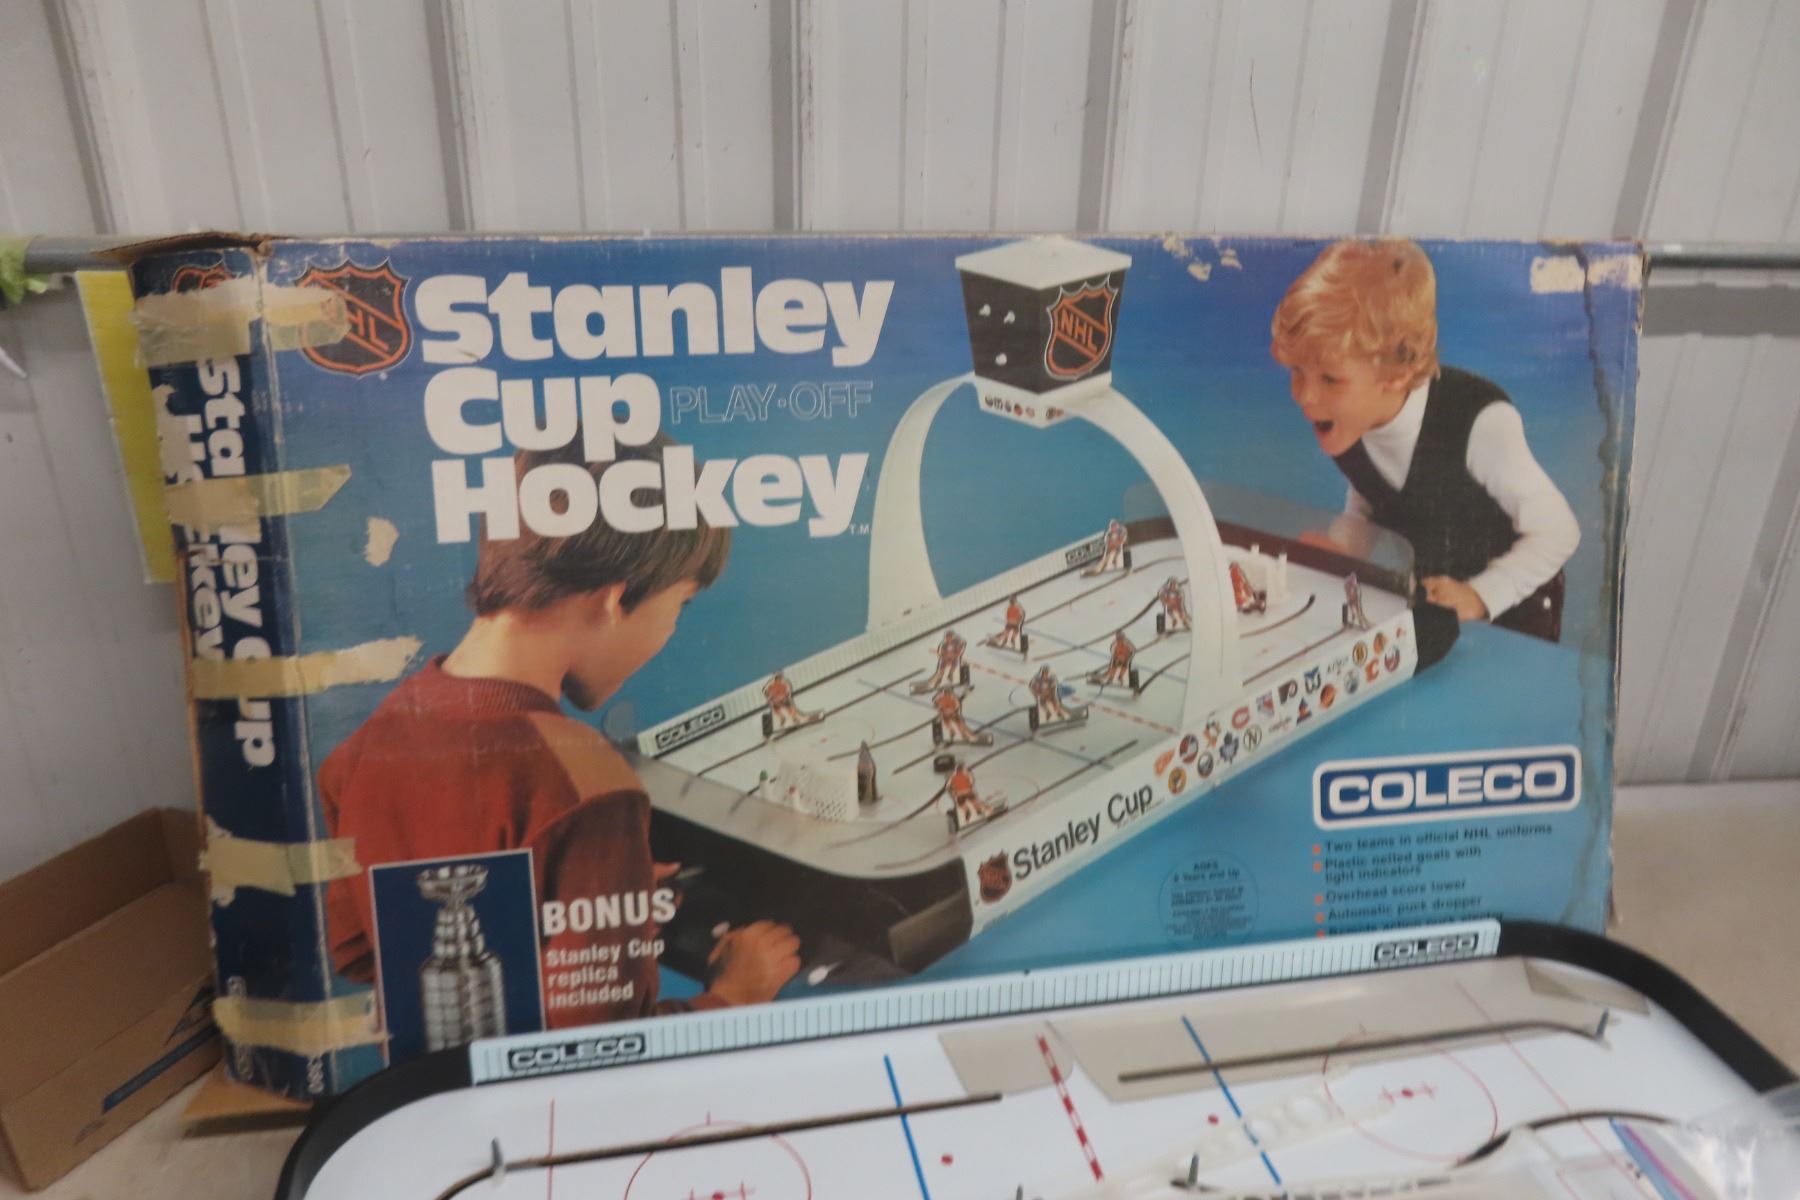 NHL
Stanley
Cup PLAY-OFF
Hockey T.M.
NHL
COLECO
COLECO
Stanley Cup
NHL
COLECO
Two teams in official NHL uniforms
Plastic netted goals with
light indicators
Overhead score tower
Automatic puck dropper
AGES
BONUS
Stanley Cup
replica
included
Stanley Cup
COLECO
COLECO